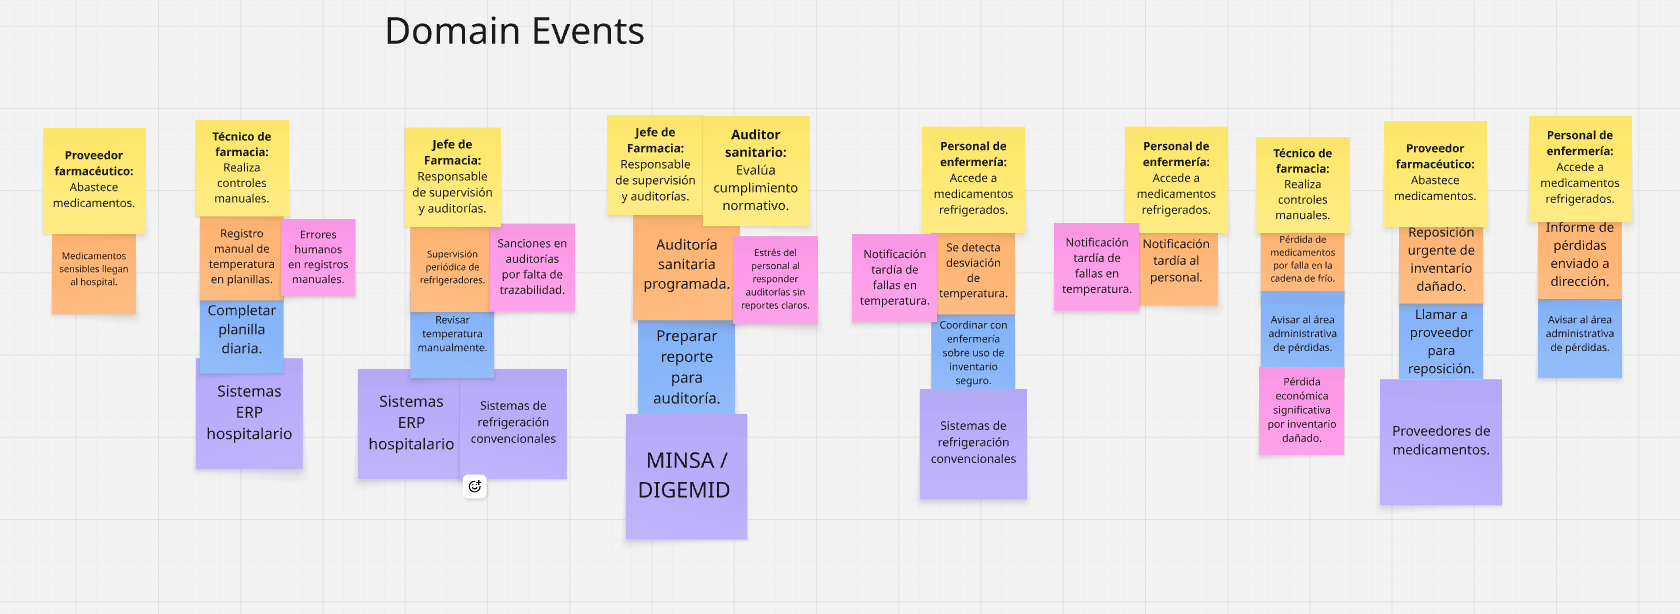 Domain Events
Proveedor
farmacéutico:
Abastece
medicamentos.
Medicamentos
sensibles llegan
al hospital.
Técnico de
farmacia:
Realiza
controles
manuales.
Registro
manual de
temperatura
en planillas.
Errores
humanos
en registros
manuales.
Completar
planilla
diaria.
Sistemas
ERP
hospitalario
Jefe de
Farmacia:
Responsable
de supervisión
y auditorías.
Supervisión
periódica de
refrigeradores.
Sanciones en
auditorías
por falta de
trazabilidad.
Revisar
temperatura
manualmente.
Sistemas
ERP
hospitalario
Sistemas de
refrigeración
convencionales
Jefe de
Farmacia:
Responsable
de supervisión
y auditorías.
Auditor
sanitario:
Evalúa
cumplimiento
normativo.
Auditoría
sanitaria
programada.
Estrés del
personal al
responder
auditorías sin
reportes claros.
Preparar
reporte
para
auditoría.
MINSA /
DIGEMID
Personal de
enfermería:
Accede a
medicamentos
refrigerados.
Notificación
tardía de
fallas en
temperatura.
Se detecta
desviación
de
temperatura.
Coordinar con
enfermería
sobre uso de
inventario
seguro.
Sistemas de
refrigeración
convencionales
Personal de
enfermería:
Accede a
medicamentos
refrigerados.
Notificación
tardía de
fallas en
temperatura.
Notificación
tardía al
personal.
Técnico de
farmacia:
Realiza
controles
manuales.
Pérdida de
medicamentos
por falla en la
cadena de frío.
Avisar al área
administrativa
de pérdidas.
Pérdida
económica
significativa
por inventario
dañado.
Proveedor
farmacéutico:
Abastece
medicamentos.
Reposición
urgente de
inventario
dañado.
Llamar a
proveedor
para
reposición.
Proveedores de
medicamentos.
Personal de
enfermería:
Accede a
medicamentos
refrigerados.
Informe de
pérdidas
enviado a
dirección.
Avisar al área
administrativa
de pérdidas.